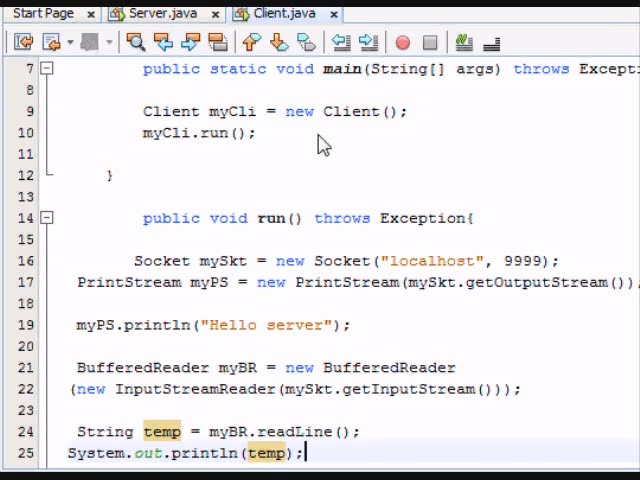 Start Page x Server.java x Client.java x
7 public static void main(String[] args) throws Excepti
8
9 Client myCli = new Client();
10 myCli.run();
11
12 }
13
14 public void run() throws Exception{
15
16 Socket mySkt = new Socket("localhost", 9999);
17 PrintStream myPS = new PrintStream(mySkt.getOutputStream());
18
19 myPS.println("Hello server");
20
21 BufferedReader myBR = new BufferedReader
22 (new InputStreamReader(mySkt.getInputStream()));
23
24 String temp = myBR.readLine();
25 System.out.println(temp);